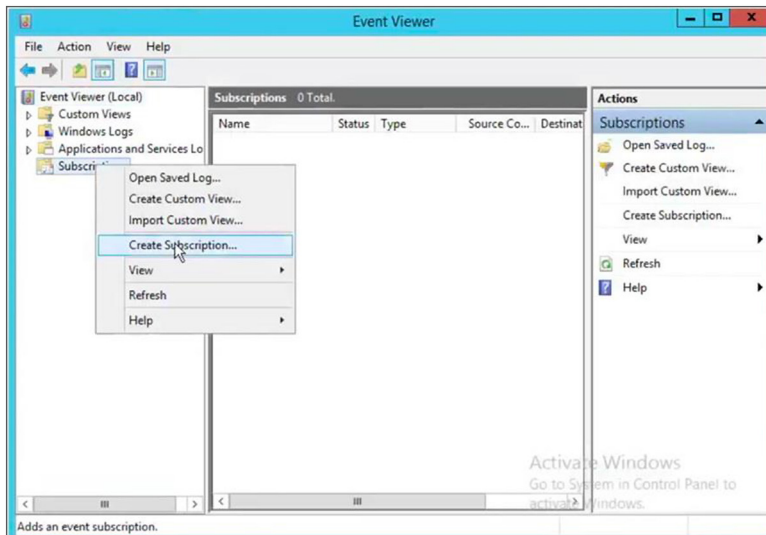 Event Viewer
File Action View Help
Event Viewer (Local)
Custom Views
Windows Logs
Applications and Services Lo
Subscri
Subscriptions 0 Total.
Name Status Type Source Co... Destinat
Open Saved Log...
Create Custom View...
Import Custom View...
Create Subscription...
View
Refresh
Help
Actions
Subscriptions
Open Saved Log...
Create Custom View...
Import Custom View...
Create Subscription...
View
Refresh
Help
Activate Windows
Go to System in Control Panel to
activate Windows.
Adds an event subscription.